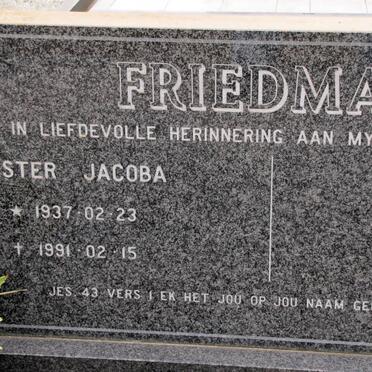 FRIEDMA
IN LIEFDEVOLLE HERINNERING AAN MY
STER JACOBA
★ 1937·02·23
† 1991·02·15
JES. 43 VERS 1 EK HET JOU OP JOU NAAM GE